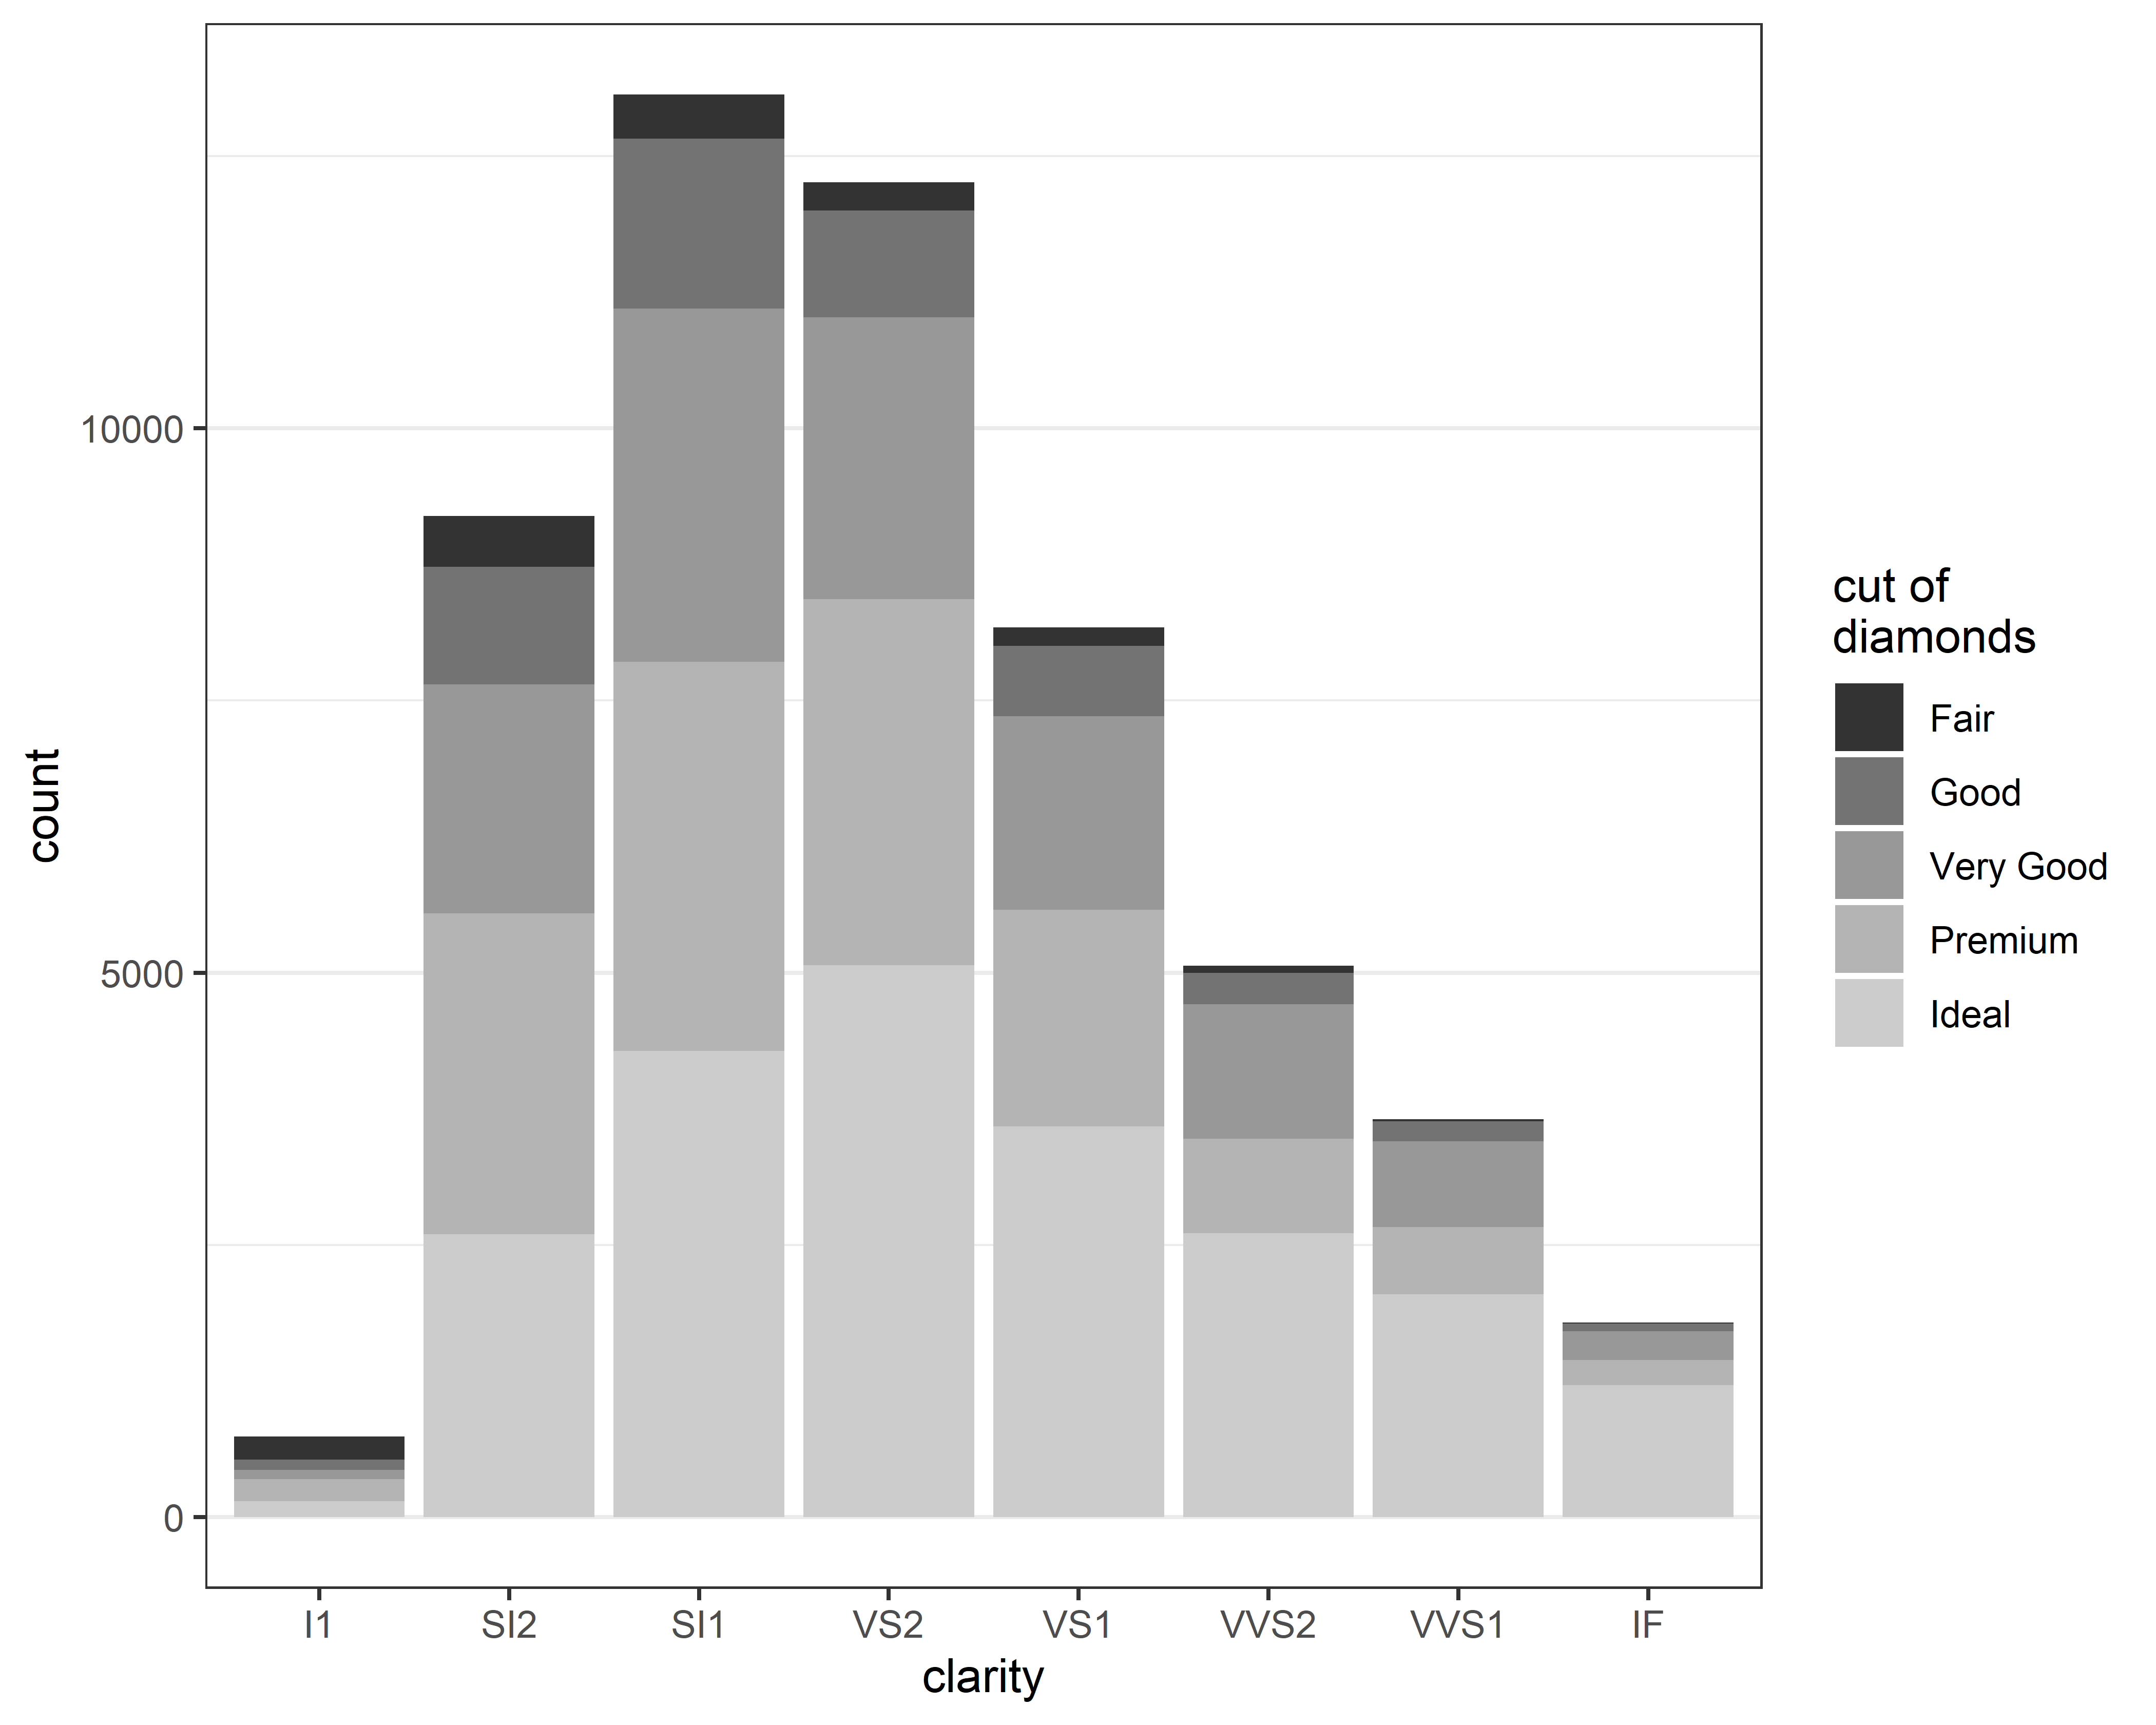 10000
5000
0
count
I1 SI2 SI1 VS2 VS1 VVS2 VVS1 IF
clarity
cut of
diamonds
Fair
Good
Very Good
Premium
Ideal